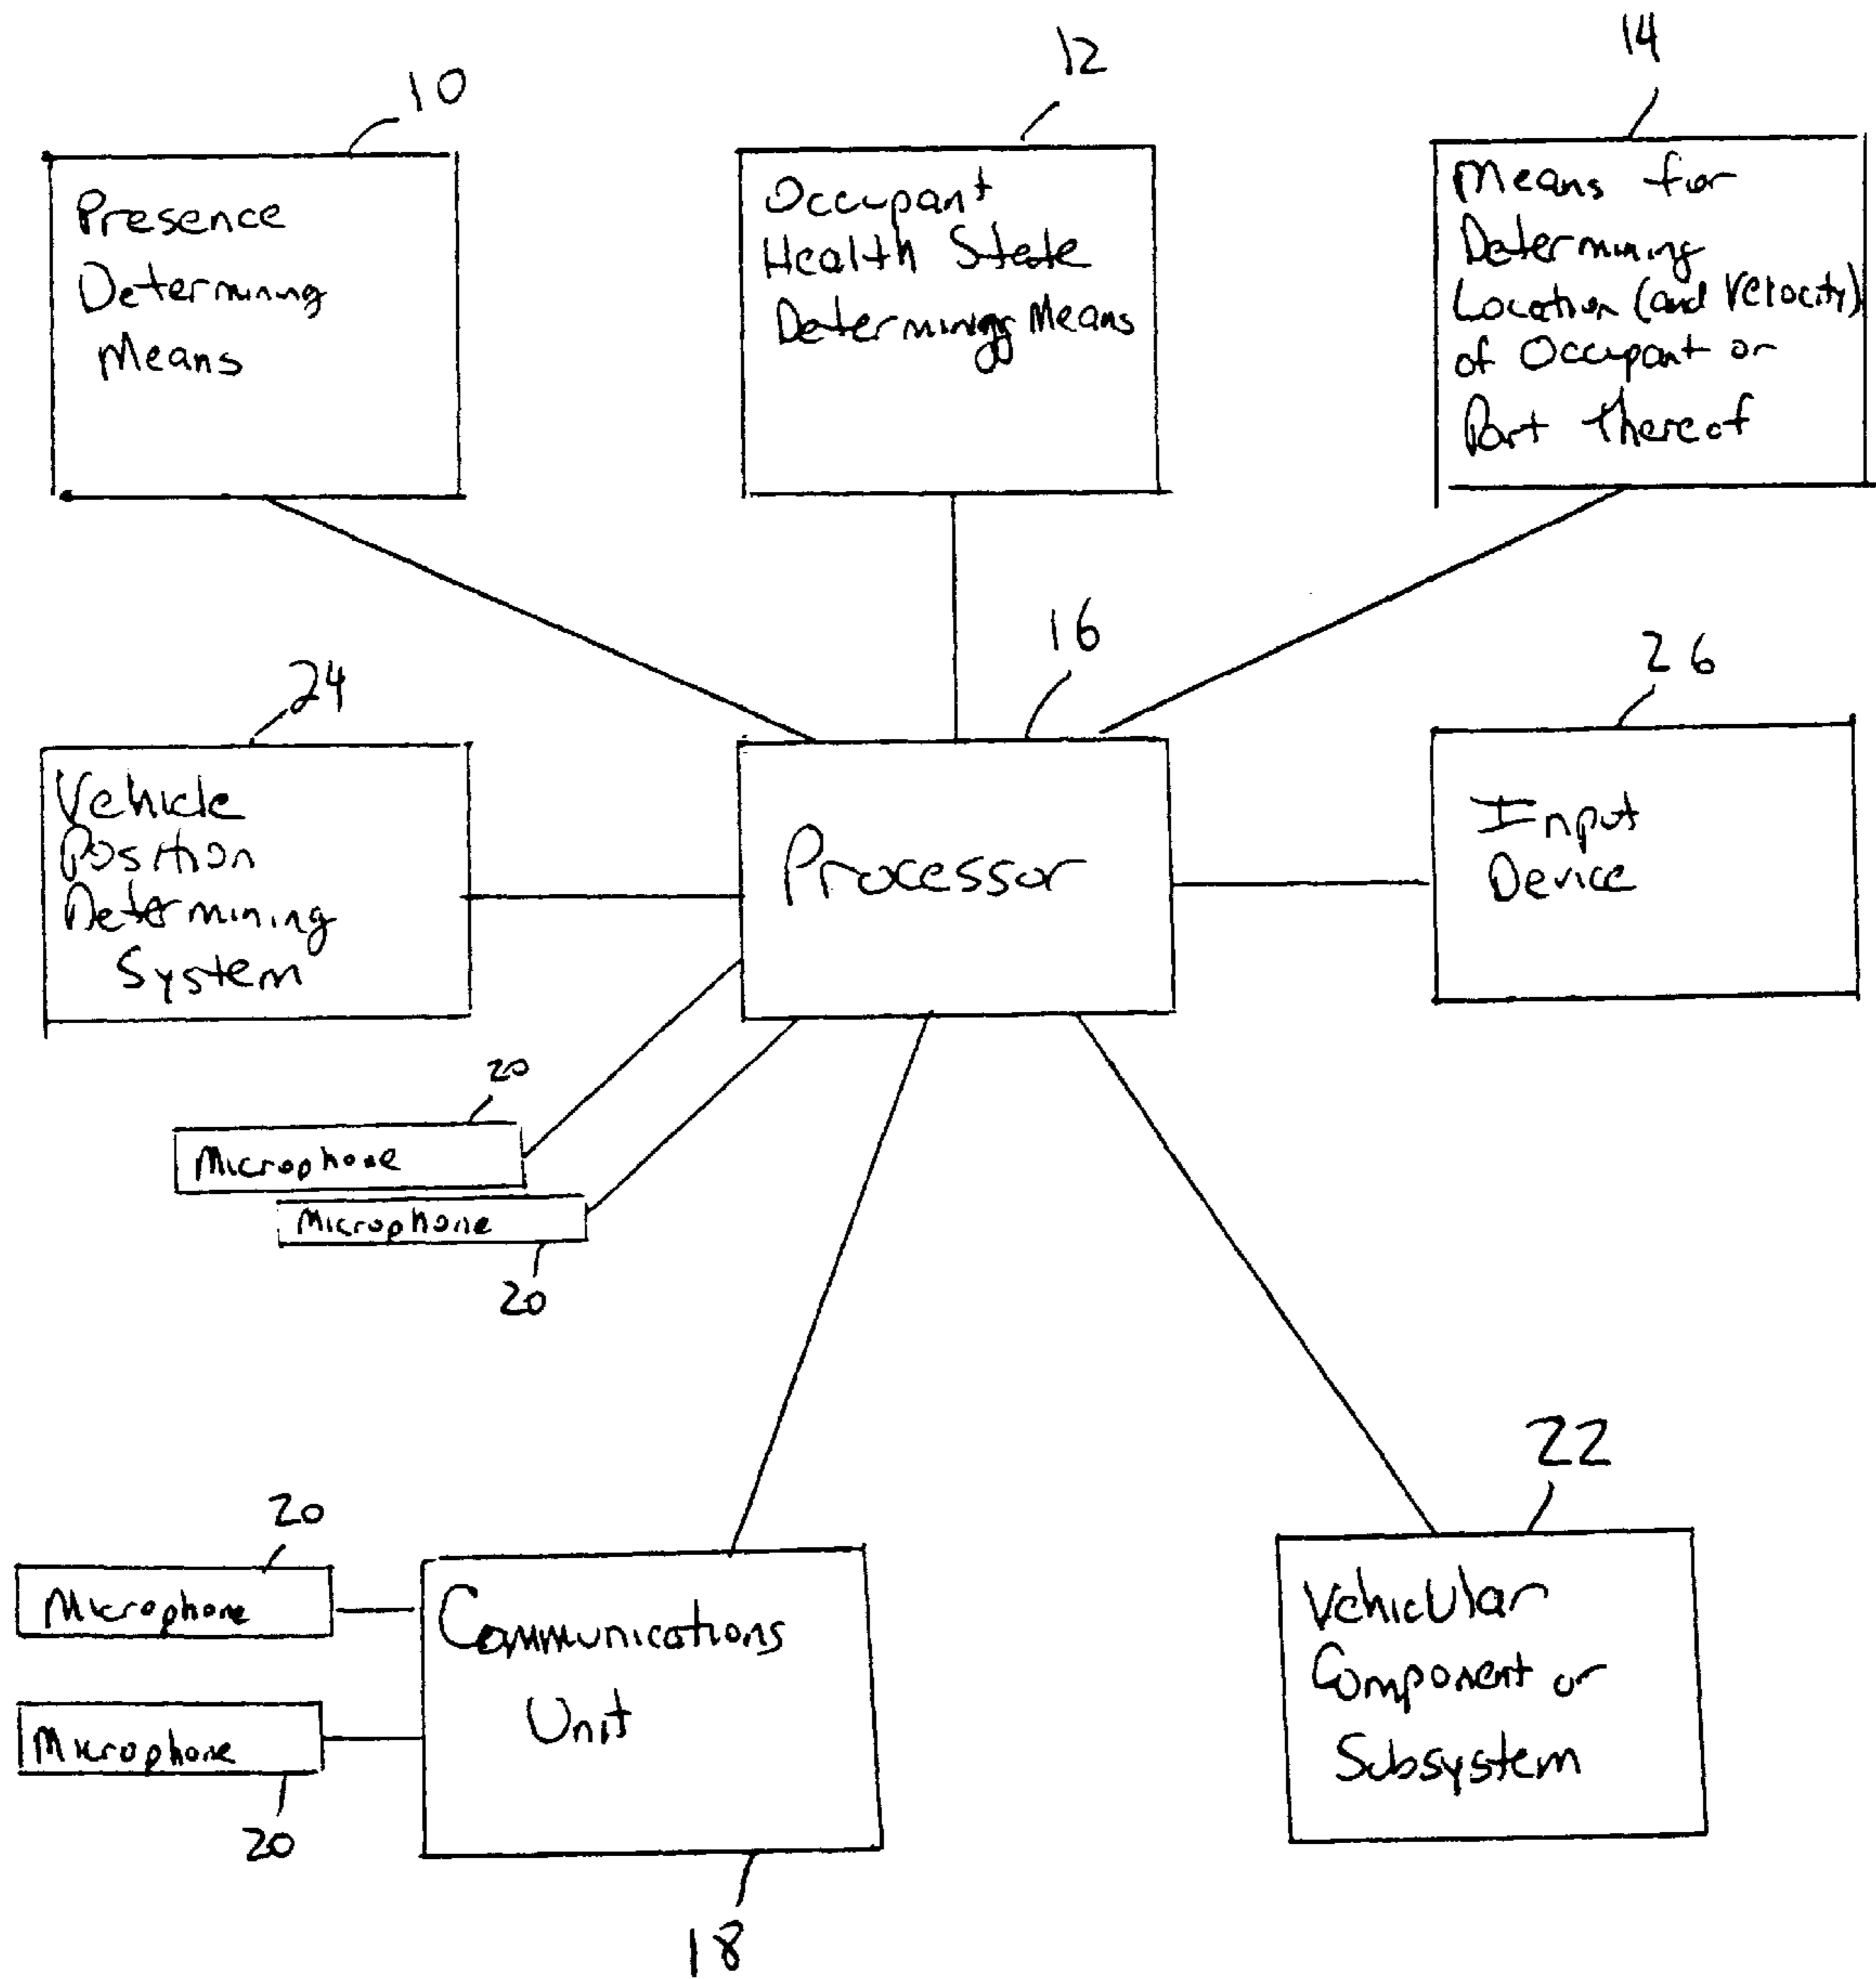 10
Presence
Determining
Means
12
Occupant
Health State
Determining Means
14
Means for
Determining
Location (and Velocity)
of Occupant or
Part thereof
24
Vehicle
Position
Determining
System
16
Processor
26
Input
Device
20
Microphone
Microphone
20
20
Microphone
Microphone
20
Communications
Unit
18
22
Vehicular
Component or
Subsystem